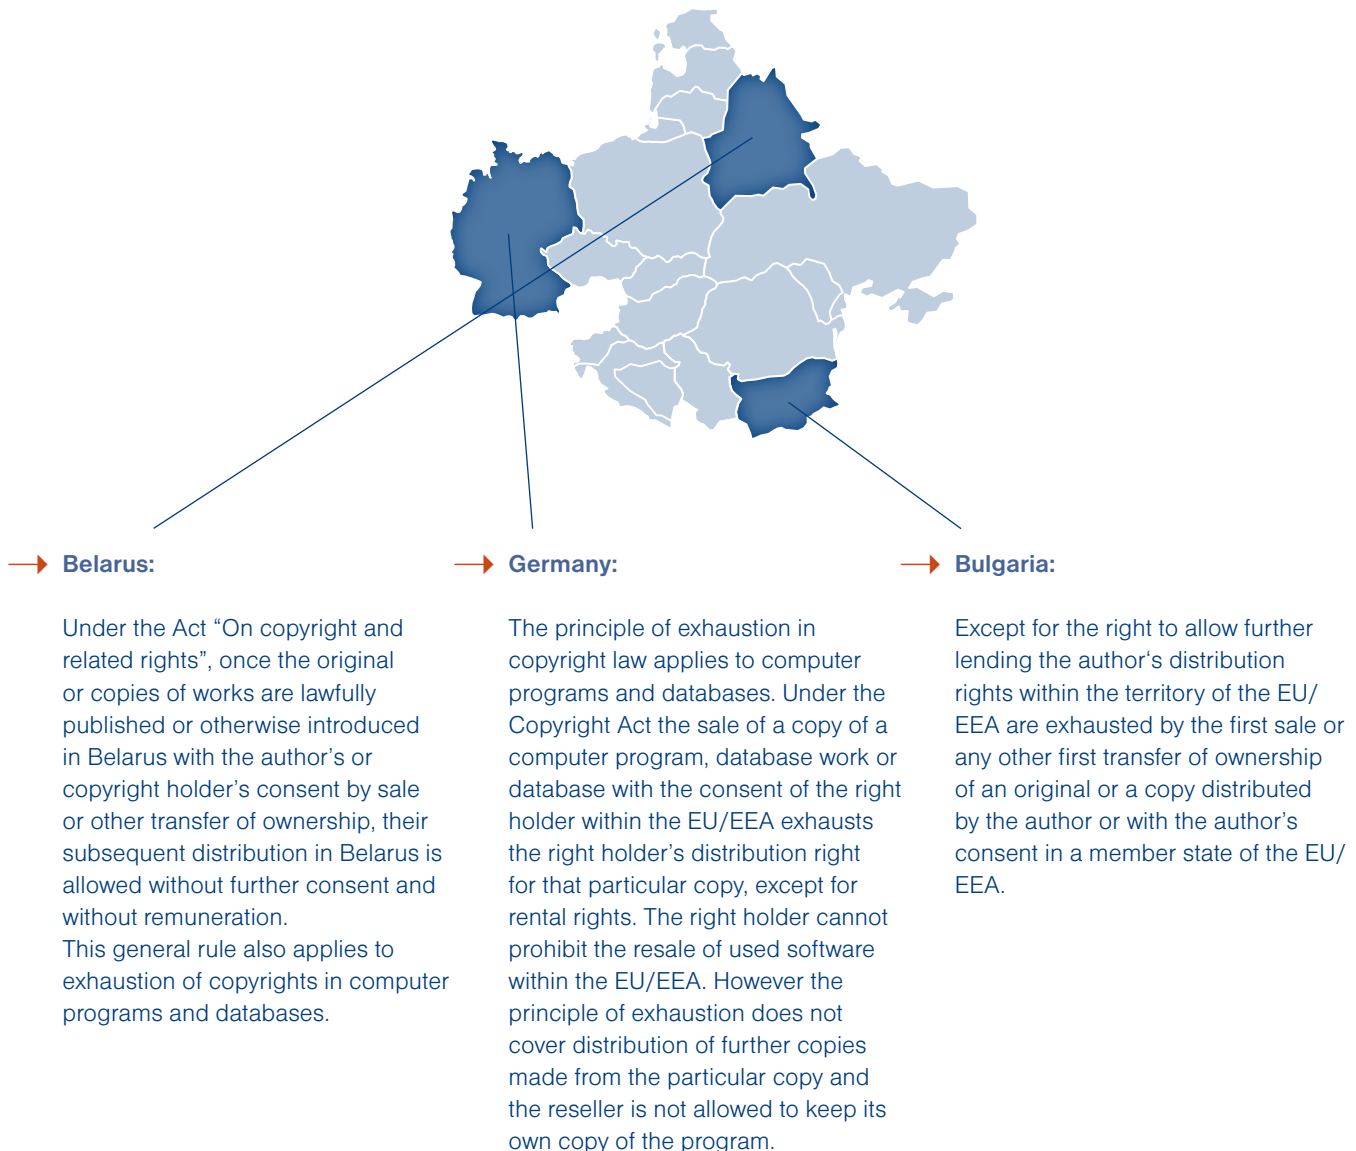 Belarus:
Under the Act “On copyright and
related rights”, once the original
or copies of works are lawfully
published or otherwise introduced
in Belarus with the author’s or
copyright holder’s consent by sale
or other transfer of ownership, their
subsequent distribution in Belarus is
allowed without further consent and
without remuneration.
This general rule also applies to
exhaustion of copyrights in computer
programs and databases.
Germany:
The principle of exhaustion in
copyright law applies to computer
programs and databases. Under the
Copyright Act the sale of a copy of a
computer program, database work or
database with the consent of the right
holder within the EU/EEA exhausts
the right holder’s distribution right
for that particular copy, except for
rental rights. The right holder cannot
prohibit the resale of used software
within the EU/EEA. However the
principle of exhaustion does not
cover distribution of further copies
made from the particular copy and
the reseller is not allowed to keep its
own copy of the program.
Bulgaria:
Except for the right to allow further
lending the author‘s distribution
rights within the territory of the EU/
EEA are exhausted by the first sale or
any other first transfer of ownership
of an original or a copy distributed
by the author or with the author’s
consent in a member state of the EU/
EEA.